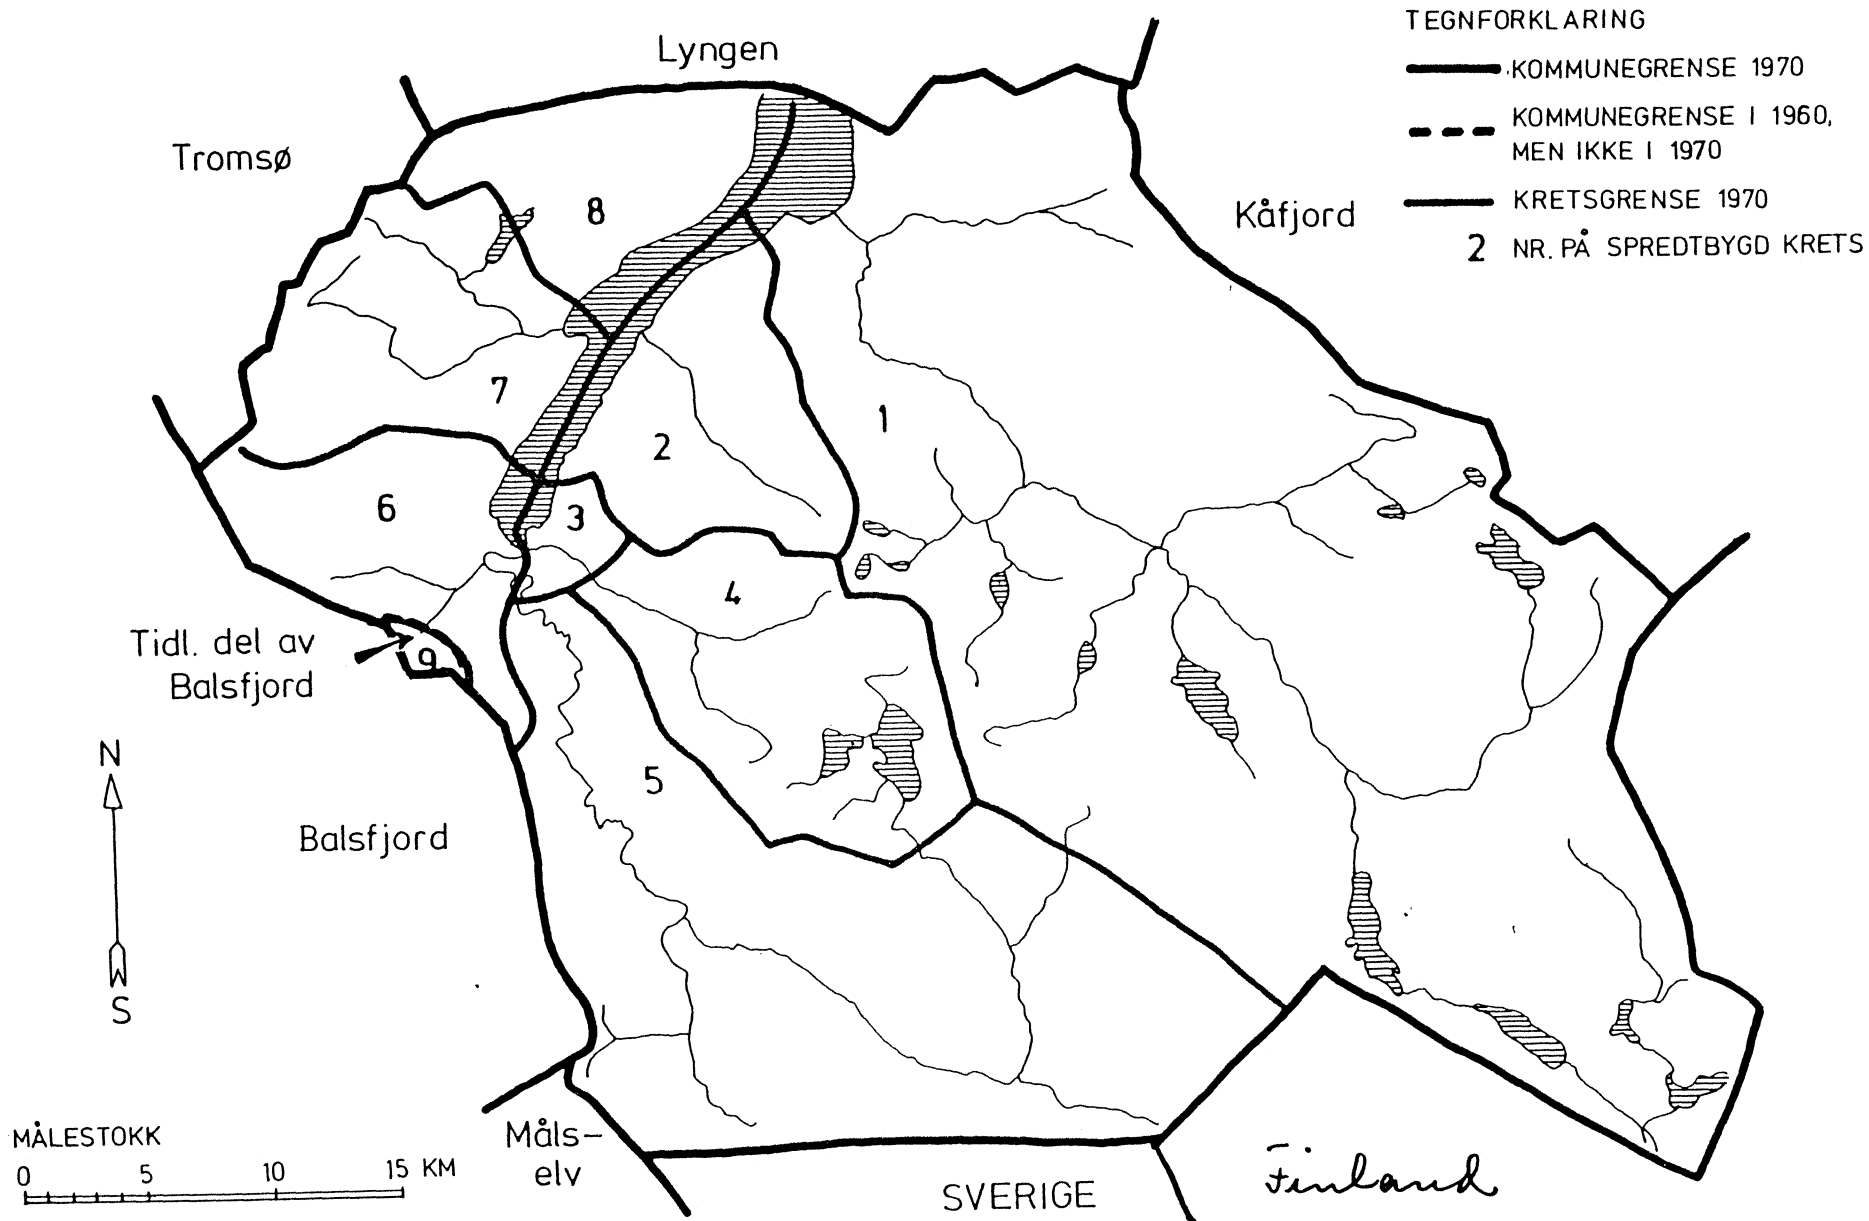 TEGNFORKLARING
KOMMUNEGRENSE 1970
KOMMUNEGRENSE I 1960,
MEN IKKE I 1970
KRETSGRENSE 1970
2 NR. PÅ SPREDTBYGD KRETS
Lyngen
Tromsø
Kåfjord
8
7
2
1
6
3
4
Tidl. del av
Balsfjord
9
5
N
S
Balsfjord
Måls-
elv
MÅLESTOKK
0 5 10 15 KM
SVERIGE
Finland